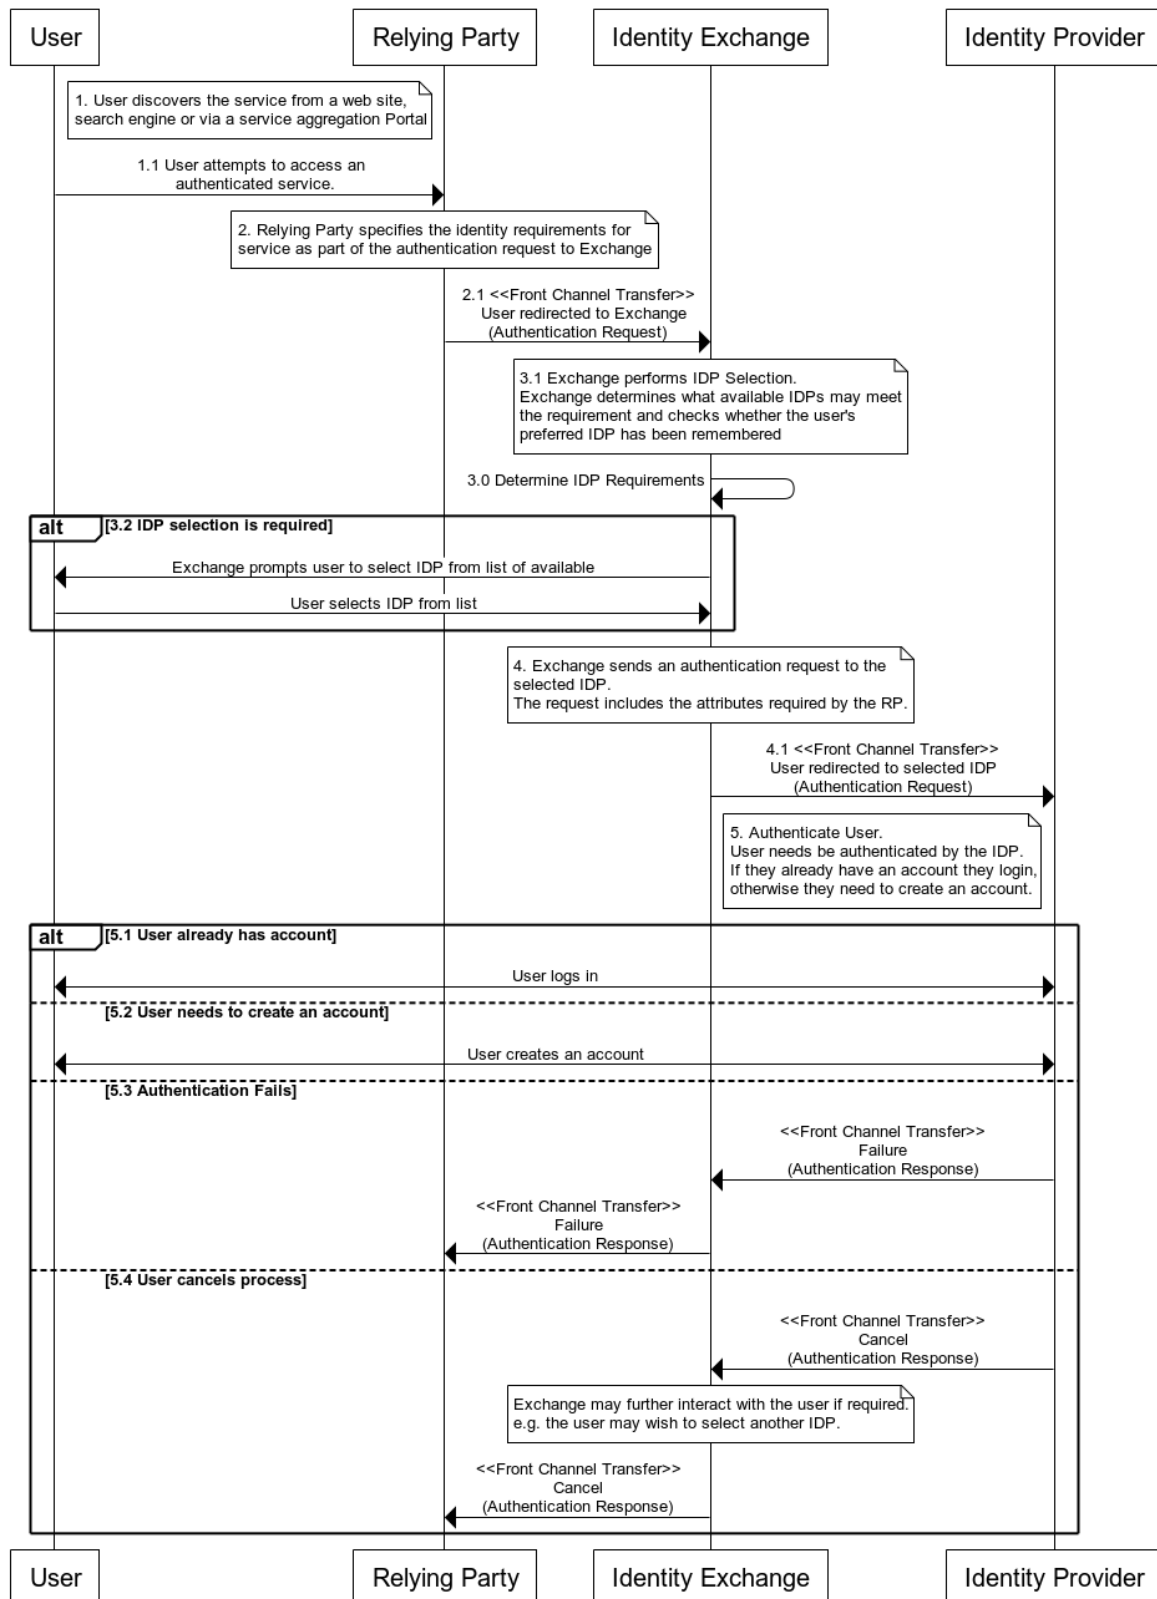 User
Relying Party
Identity Exchange
Identity Provider
1. User discovers the service from a web site,
search engine or via a service aggregation Portal
1.1 User attempts to access an
authenticated service.
2. Relying Party specifies the identity requirements for
service as part of the authentication request to Exchange
2.1 <<Front Channel Transfer>>
User redirected to Exchange
(Authentication Request)
3.1 Exchange performs IDP Selection.
Exchange determines what available IDPs may meet
the requirement and checks whether the user's
preferred IDP has been remembered
3.0 Determine IDP Requirements
alt
[3.2 IDP selection is required]
Exchange prompts user to select IDP from list of available
User selects IDP from list
4. Exchange sends an authentication request to the
selected IDP.
The request includes the attributes required by the RP.
4.1 <<Front Channel Transfer>>
User redirected to selected IDP
(Authentication Request)
5. Authenticate User.
User needs be authenticated by the IDP.
If they already have an account they login,
otherwise they need to create an account.
alt
[5.1 User already has account]
User logs in
[5.2 User needs to create an account]
User creates an account
[5.3 Authentication Fails]
<<Front Channel Transfer>>
Failure
(Authentication Response)
<<Front Channel Transfer>>
Failure
(Authentication Response)
[5.4 User cancels process]
<<Front Channel Transfer>>
Cancel
(Authentication Response)
Exchange may further interact with the user if required.
e.g. the user may wish to select another IDP.
<<Front Channel Transfer>>
Cancel
(Authentication Response)
User
Relying Party
Identity Exchange
Identity Provider